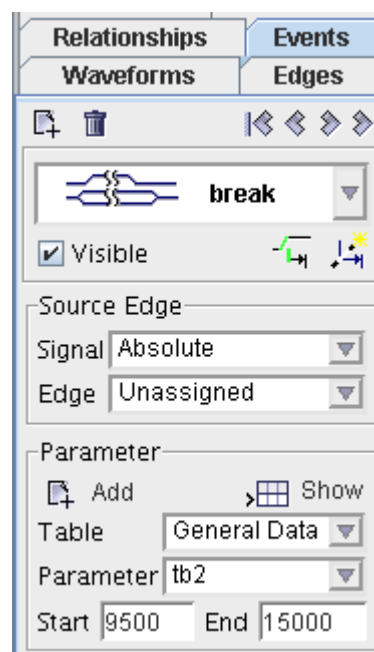 Relationships Events
Waveforms Edges
break
Visible
Source Edge
Signal Absolute
Edge Unassigned
Parameter
Add Show
Table General Data
Parameter tb2
Start 9500 End 15000